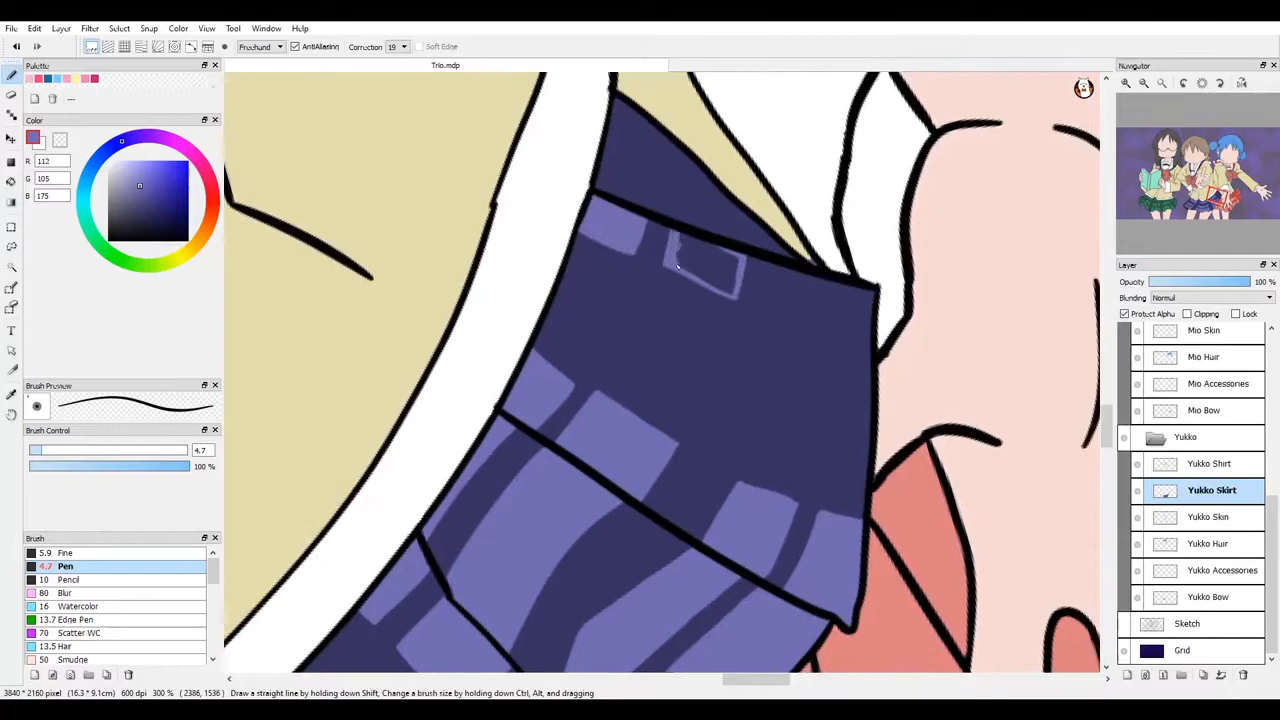 File Edit Layer Filter Select Snap Color View Tool Window Help
Freehand AntiAliasing Correction 19 Soft Edge
Palette
Trio.mdp
Navigator
---
Color
R 112
G 105
B 175
Layer
Opacity 100 %
Blending Normal
Protect Alpha Clipping Lock
Mio Skin
Mio Hair
Mio Accessories
Mio Bow
Yukko
Yukko Shirt
Yukko Skirt
Yukko Skin
Yukko Hair
Yukko Accessories
Yukko Bow
Sketch
Grid
Brush Preview
Brush Control
4.7
100 %
Brush
5.9 Fine
4.7 Pen
10 Pencil
80 Blur
16 Watercolor
13.7 Edge Pen
70 Scatter WC
13.5 Hair
50 Smudge
3840 * 2160 pixel (16.3 * 9.1cm) 600 dpi 300 % ( 2386, 1536) Draw a straight line by holding down Shift, Change a brush size by holding down Ctrl, Alt, and dragging